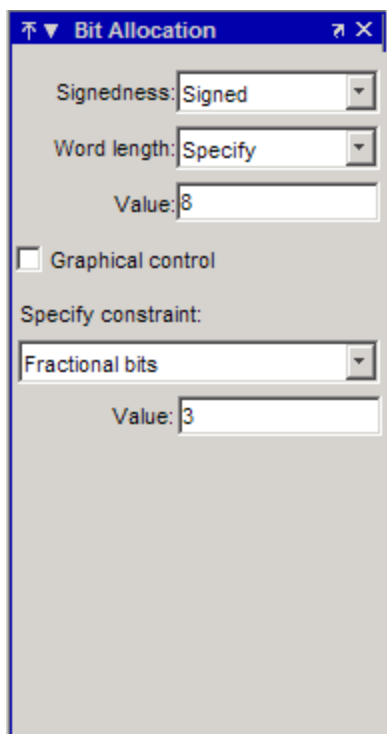 Bit Allocation
Signedness: Signed
Word length: Specify
Value: 8
Graphical control
Specify constraint:
Fractional bits
Value: 3